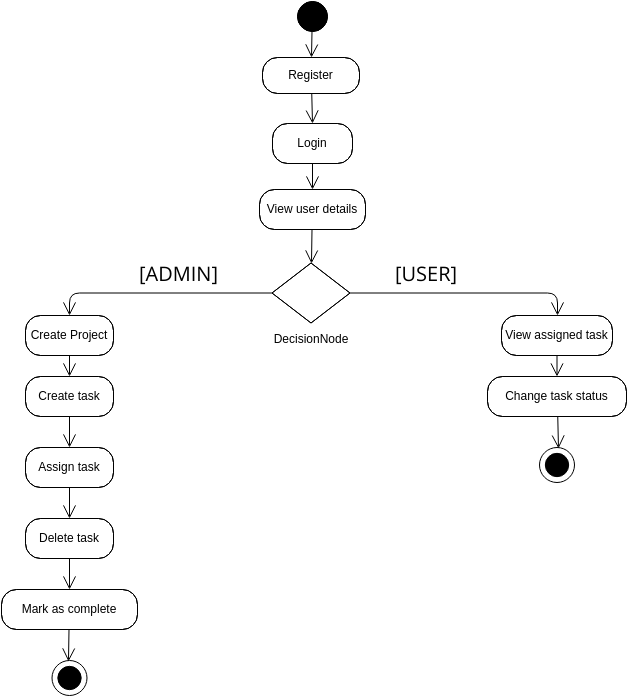 Register
Login
View user details
[ADMIN]
[USER]
DecisionNode
Create Project
View assigned task
Create task
Change task status
Assign task
Delete task
Mark as complete